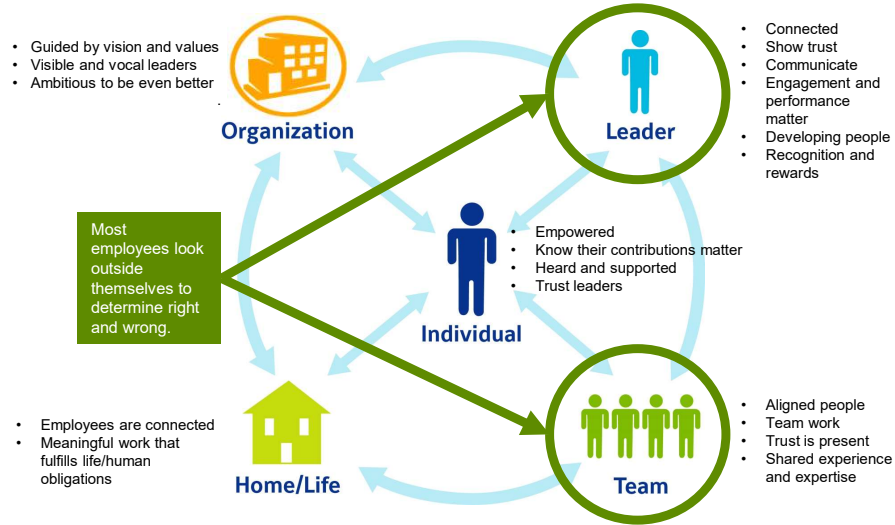 • Guided by vision and values
• Visible and vocal leaders
• Ambitious to be even better
.
Organization
Leader
• Connected
• Show trust
• Communicate
• Engagement and
performance
matter
• Developing people
• Recognition and
rewards
Most
employees look
outside
themselves to
determine right
and wrong.
• Empowered
• Know their contributions matter
• Heard and supported
• Trust leaders
Individual
• Employees are connected
• Meaningful work that
fulfills life/human
obligations
Home/Life
Team
• Aligned people
• Team work
• Trust is present
• Shared experience
and expertise